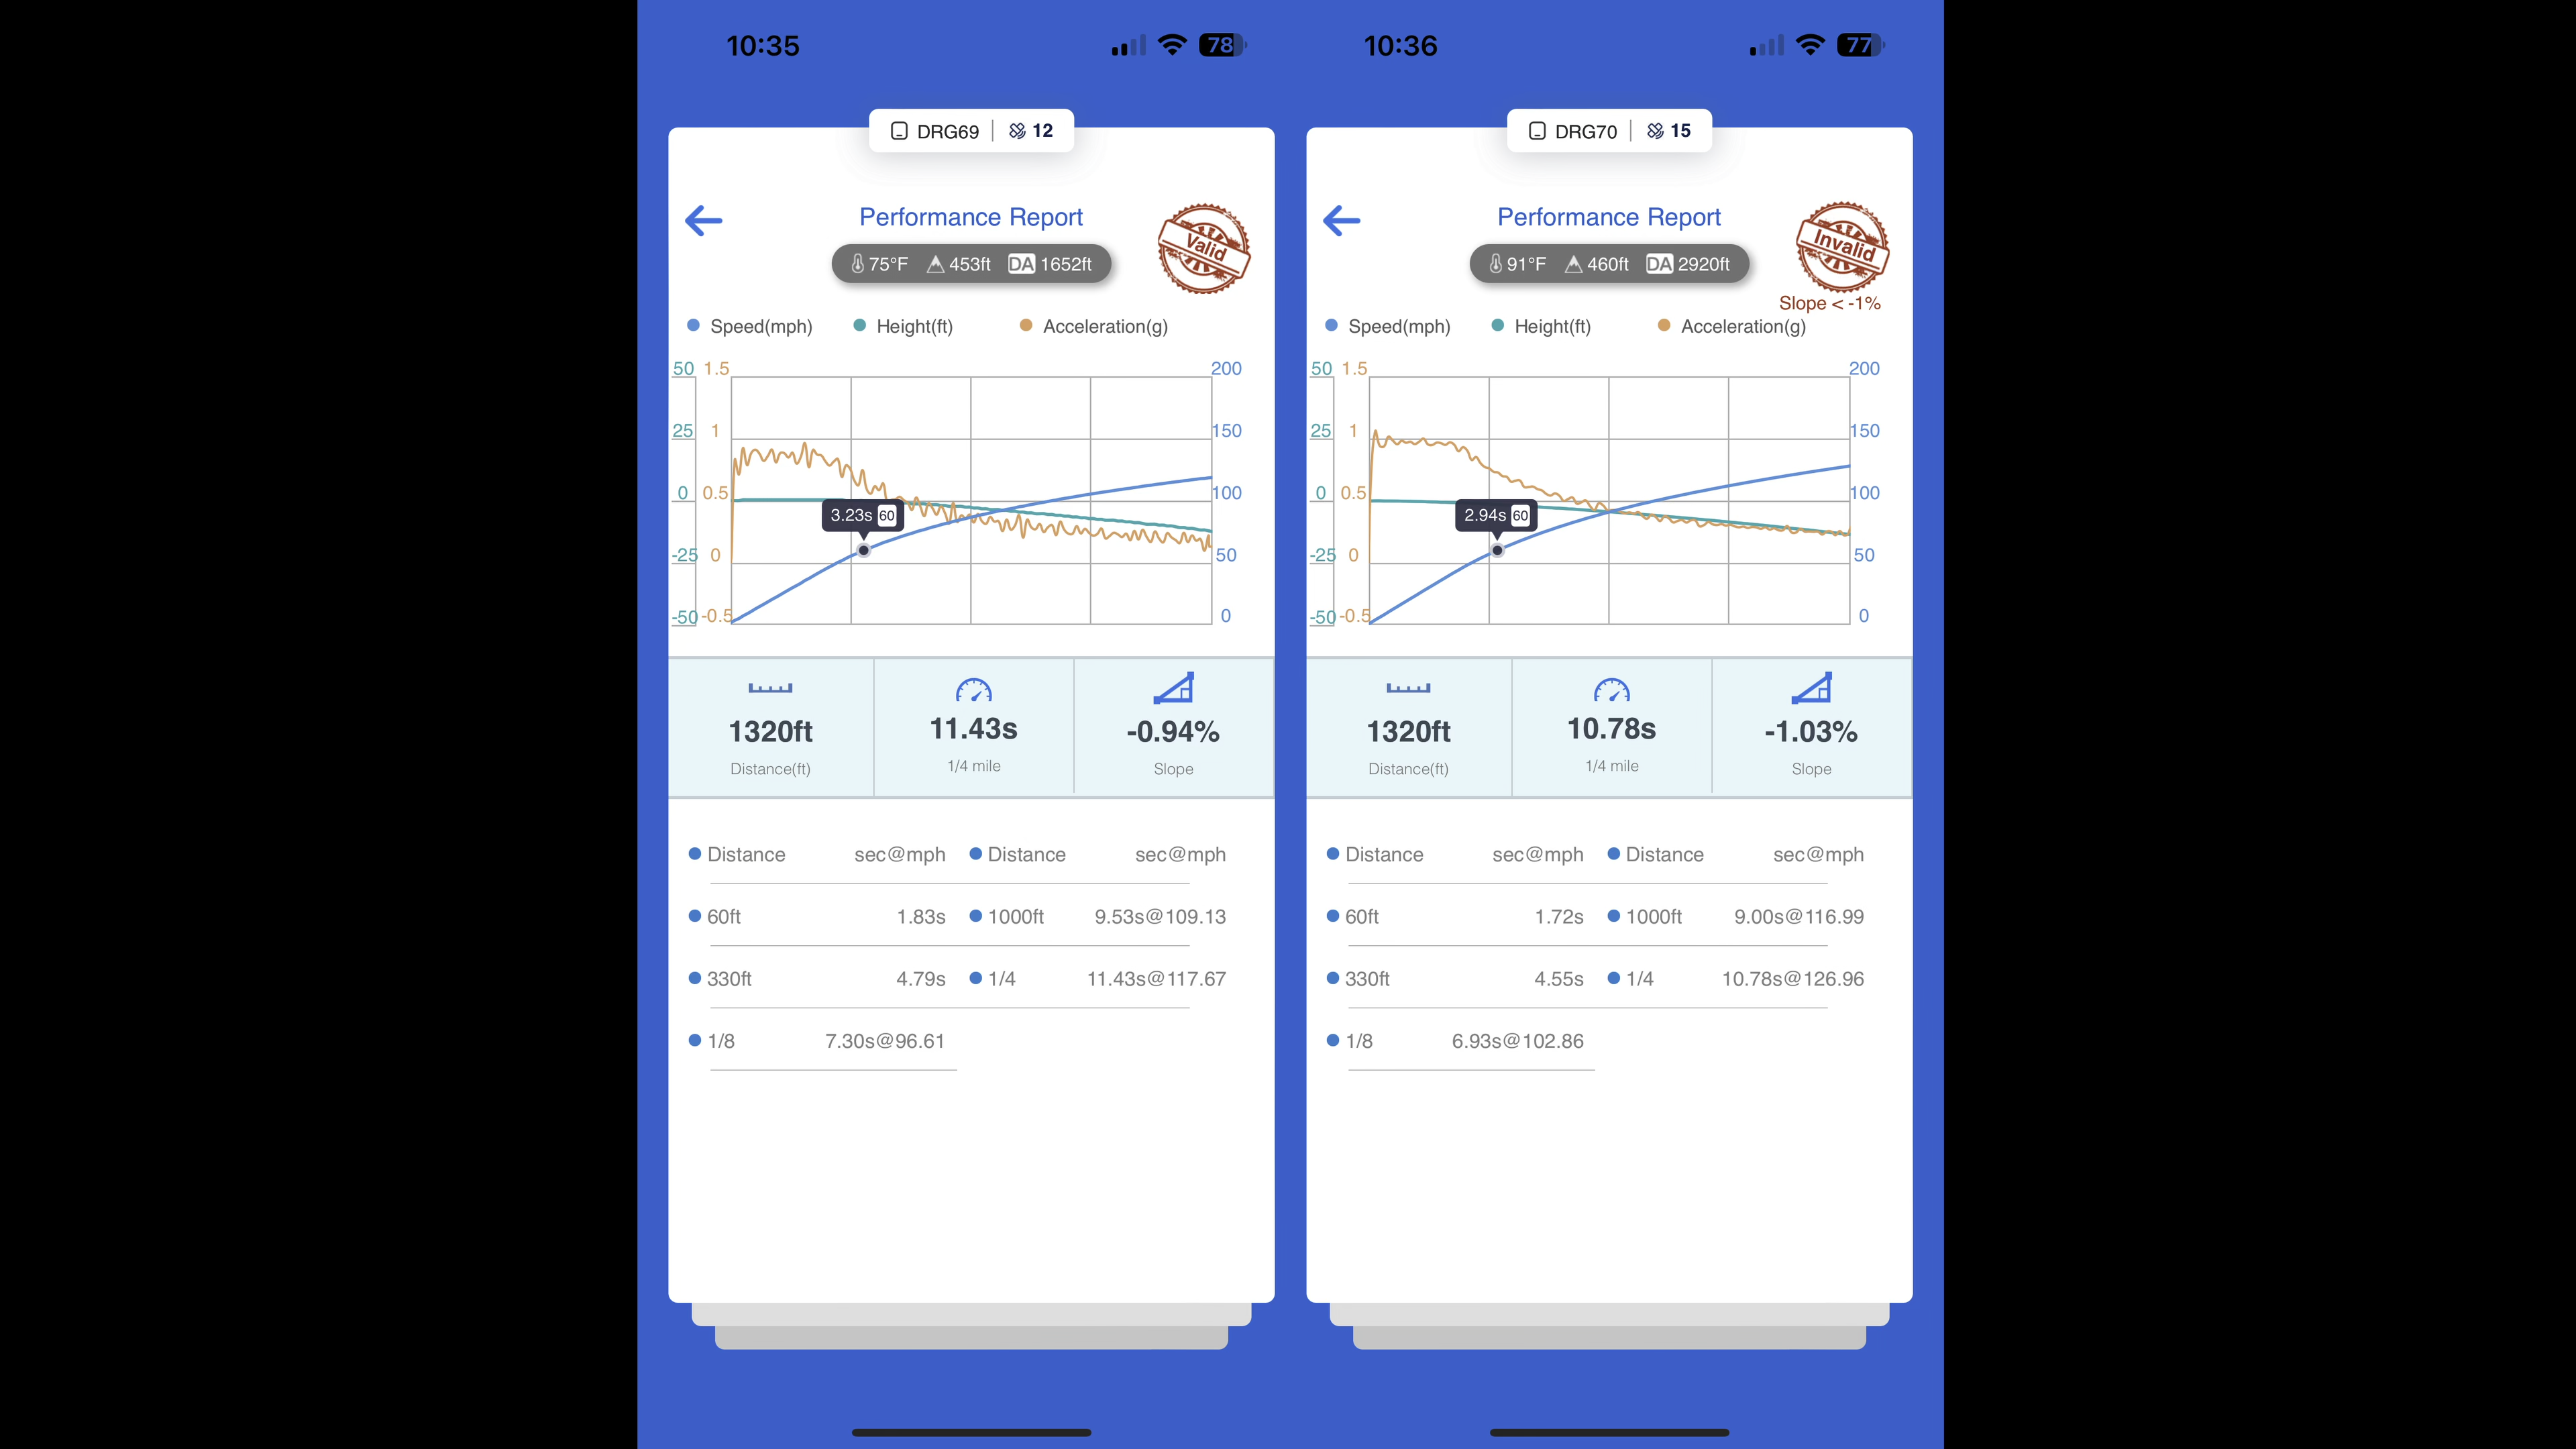 10:35
78
DRG69 | 12
Performance Report
Valid
75°F 453ft DA 1652ft
Speed(mph) Height(ft) Acceleration(g)
50 1.5 200
25 1 150
0 0.5 100
3.23s 60
-25 0 50
-50 -0.5 0
1320ft 11.43s -0.94%
Distance(ft) 1/4 mile Slope
Distance sec@mph Distance sec@mph
60ft 1.83s 1000ft 9.53s@109.13
330ft 4.79s 1/4 11.43s@117.67
1/8 7.30s@96.61
10:36
77
DRG70 | 15
Performance Report
Invalid
91°F 460ft DA 2920ft
Slope < -1%
Speed(mph) Height(ft) Acceleration(g)
50 1.5 200
25 1 150
0 0.5 100
2.94s 60
-25 0 50
-50 -0.5 0
1320ft 10.78s -1.03%
Distance(ft) 1/4 mile Slope
Distance sec@mph Distance sec@mph
60ft 1.72s 1000ft 9.00s@116.99
330ft 4.55s 1/4 10.78s@126.96
1/8 6.93s@102.86